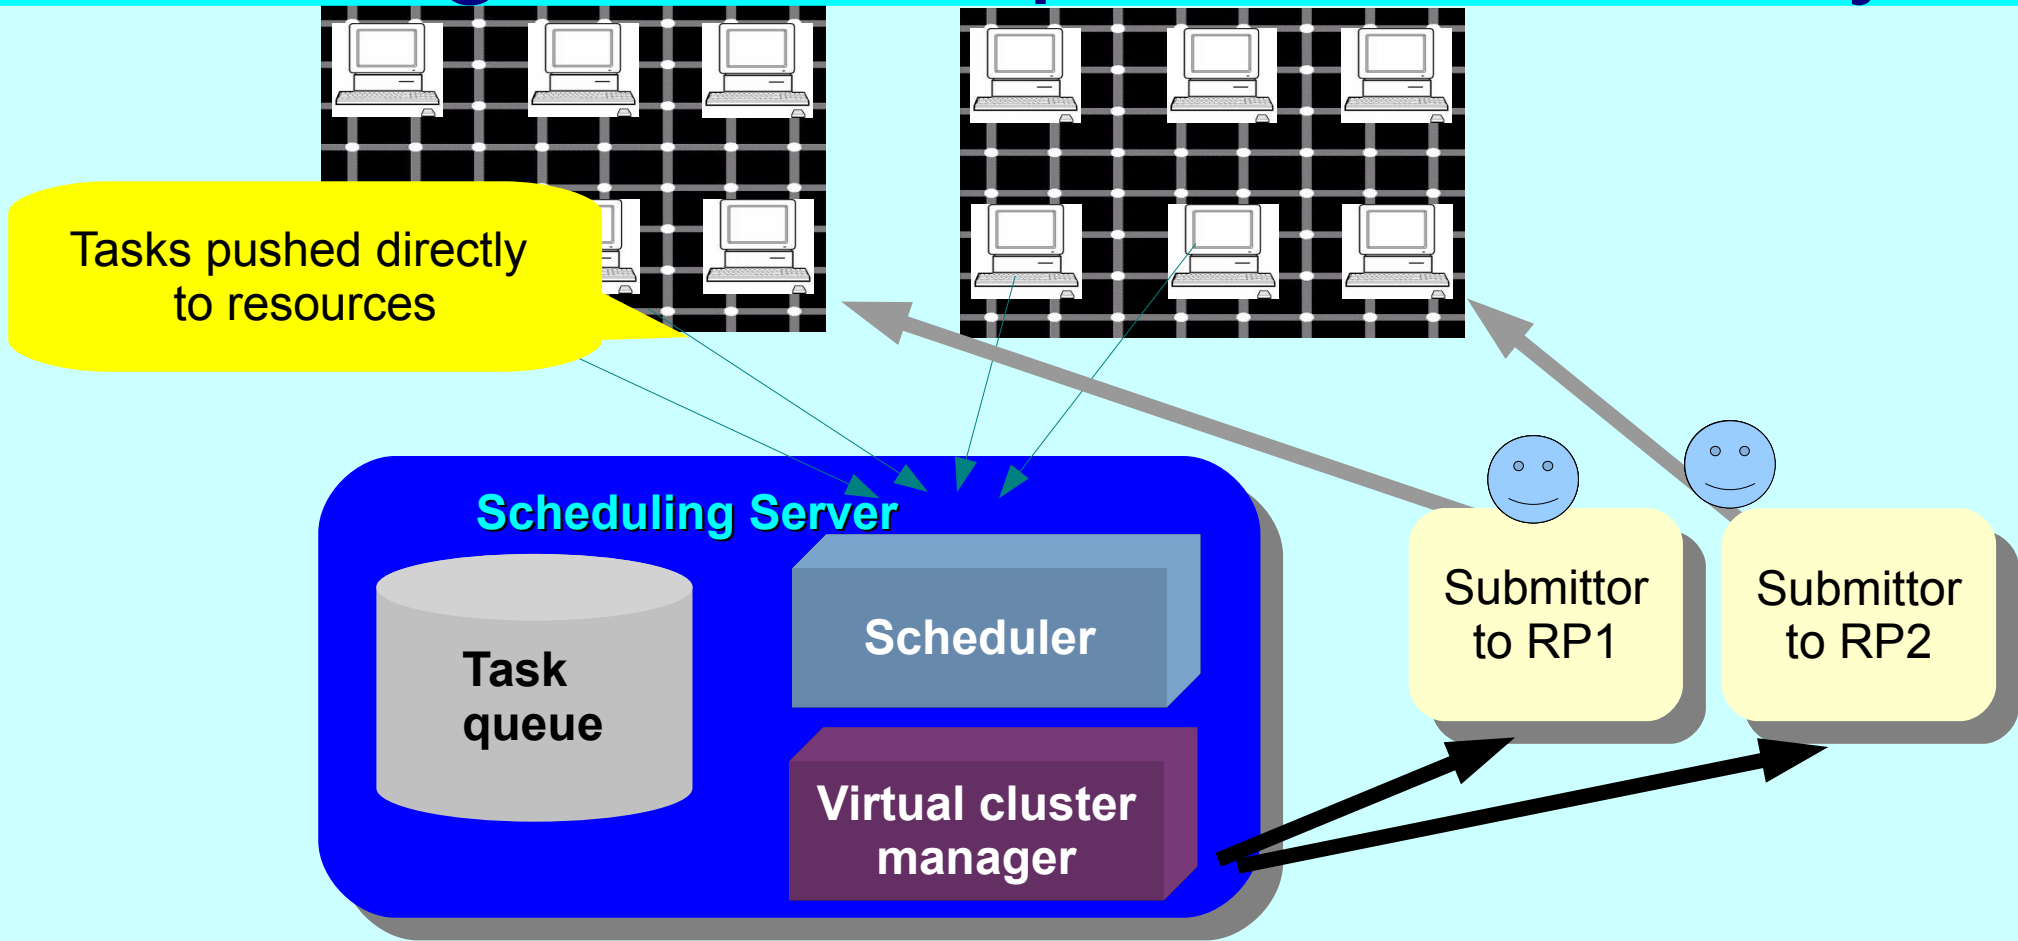 Tasks pushed directly
to resources
Scheduling Server
Task
queue
Scheduler
Virtual cluster
manager
Submittor
to RP1
Submittor
to RP2